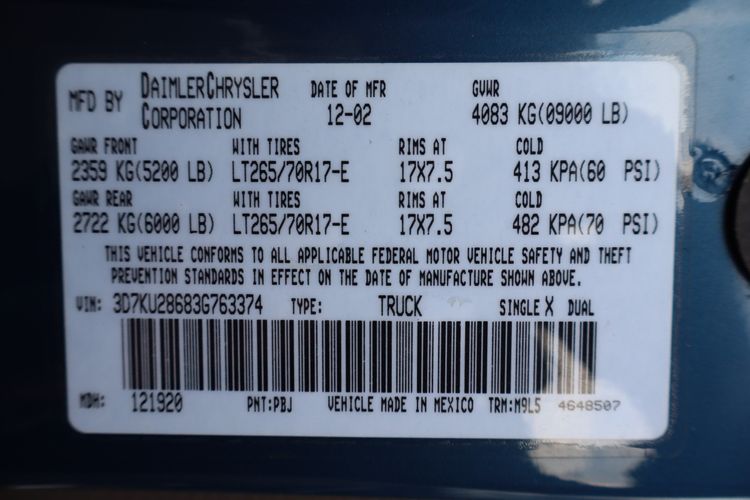 MFD BY DAIMLERCHRYSLER CORPORATION DATE OF MFR 12-02 GVWR 4083 KG(09000 LB)
GAWR FRONT WITH TIRES RIMS AT COLD
2359 KG(5200 LB) LT265/70R17-E 17X7.5 413 KPA(60 PSI)
GAWR REAR WITH TIRES RIMS AT COLD
2722 KG(6000 LB) LT265/70R17-E 17X7.5 482 KPA(70 PSI)
THIS VEHICLE CONFORMS TO ALL APPLICABLE FEDERAL MOTOR VEHICLE SAFETY AND THEFT
PREVENTION STANDARDS IN EFFECT ON THE DATE OF MANUFACTURE SHOWN ABOVE.
VIN: 3D7KU28683G763374 TYPE: TRUCK SINGLE X DUAL
MDH: 121920 PNT:PBJ VEHICLE MADE IN MEXICO TRM:M9L5 4648507